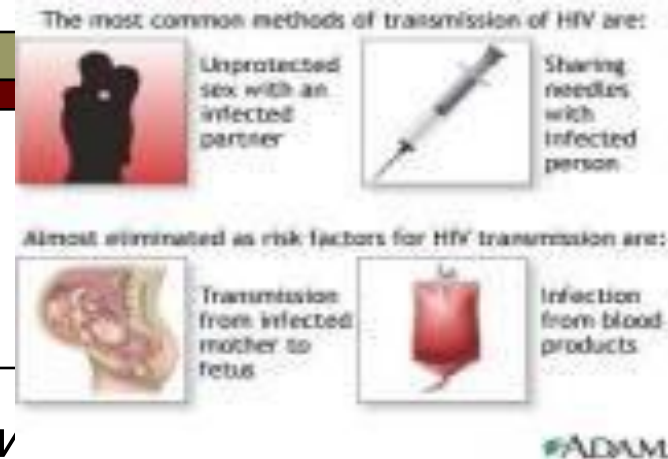 The most common methods of transmission of HIV are:
Unprotected
sex with an
infected
partner
Sharing
needles
with
infected
person
Almost eliminated as risk factors for HIV transmission are:
Transmission
from infected
mother to
fetus
Infection
from blood
products
ADAM